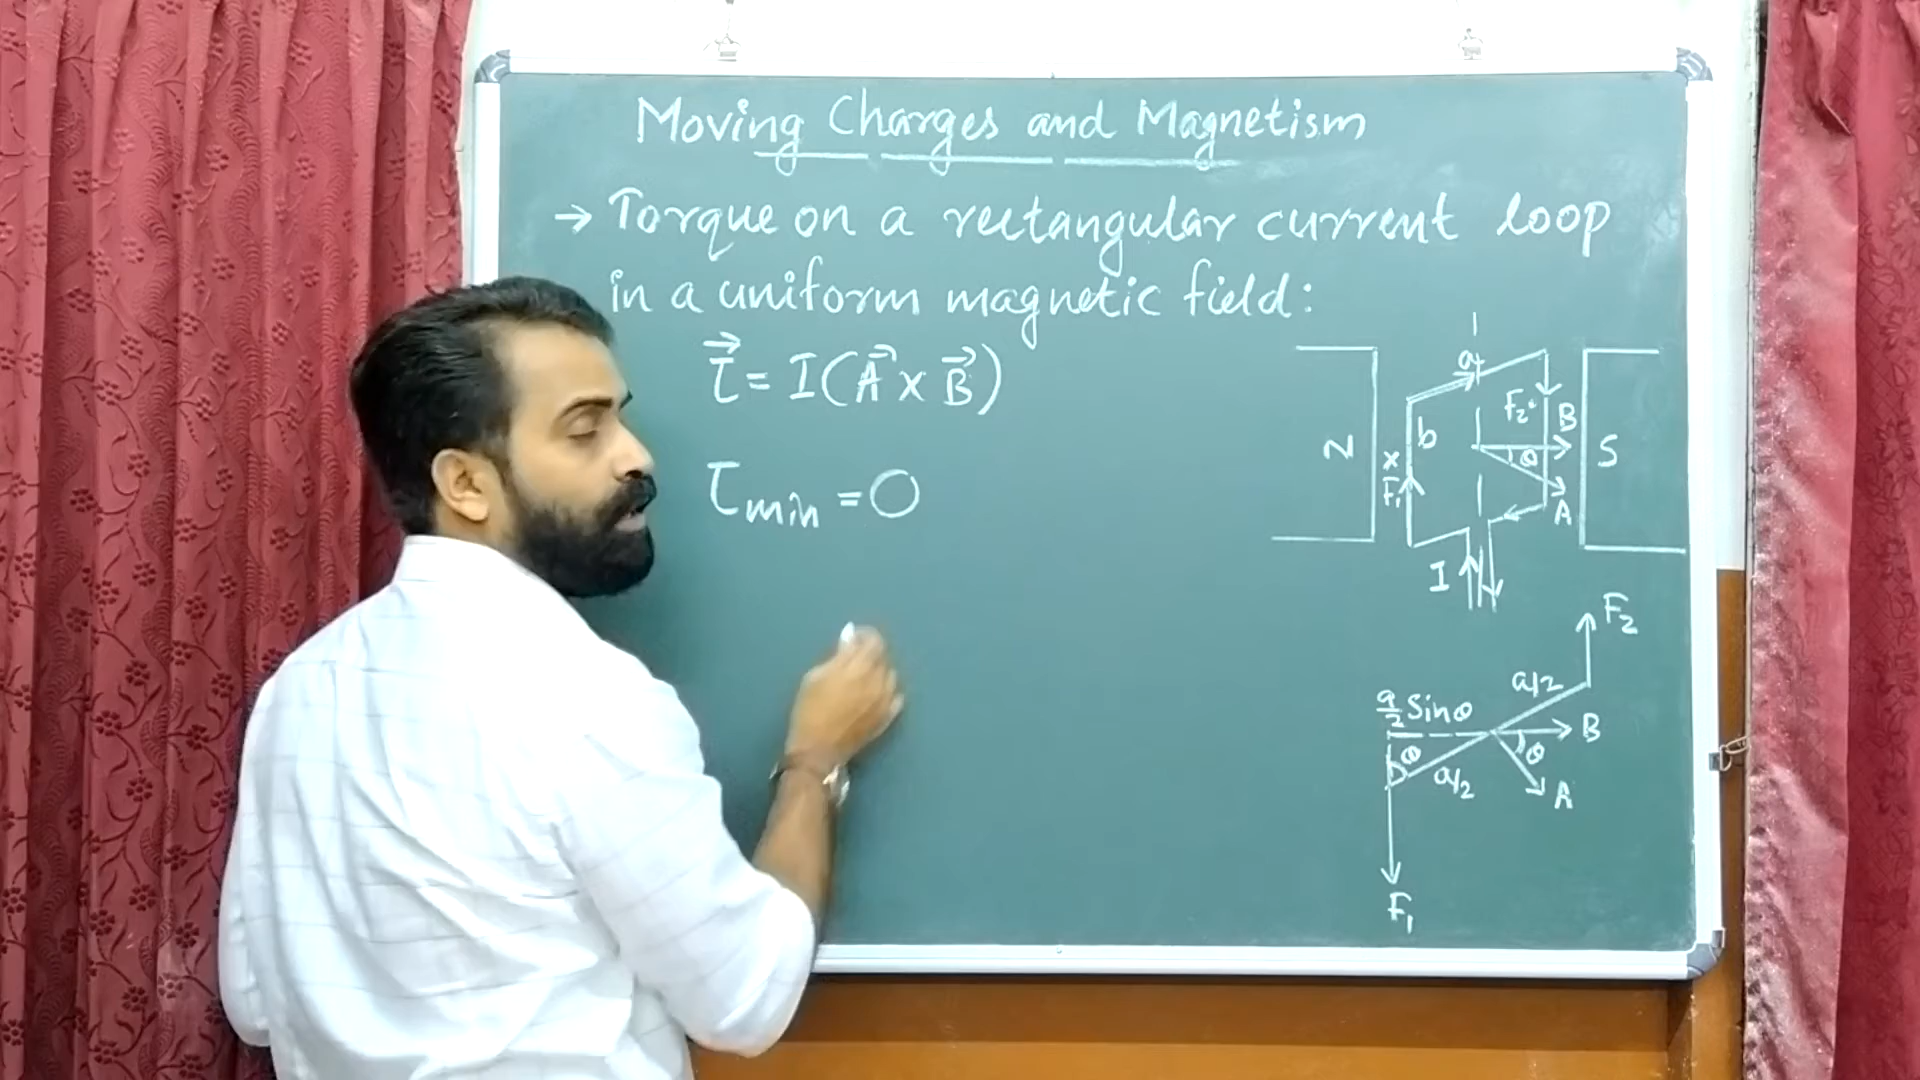 Moving Charges and Magnetism
→ Torque on a rectangular current loop
in a uniform magnetic field:
τ⃗ = I(A⃗ × B⃗)
τmin = 0
N
S
a
b
x
F₁
F₂
B
θ
A
I
F₂
a/2
a/2 Sinθ
B
θ
θ
a/2
A
F₁